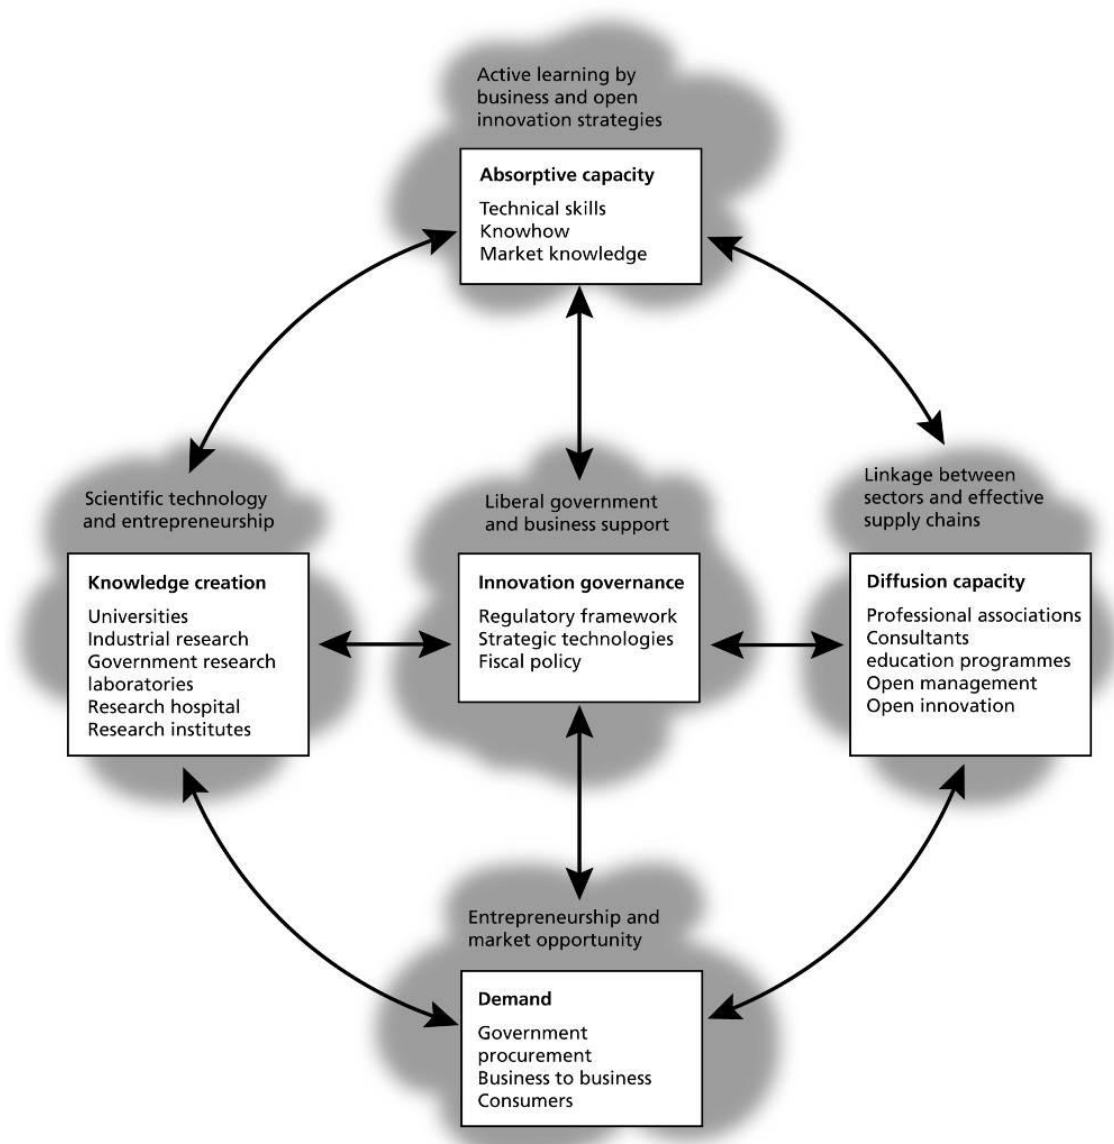 Active learning by
business and open
innovation strategies
Absorptive capacity
Technical skills
Knowhow
Market knowledge
Scientific technology
and entrepreneurship
Knowledge creation
Universities
Industrial research
Government research
laboratories
Research hospital
Research institutes
Liberal government
and business support
Innovation governance
Regulatory framework
Strategic technologies
Fiscal policy
Linkage between
sectors and effective
supply chains
Diffusion capacity
Professional associations
Consultants
education programmes
Open management
Open innovation
Entrepreneurship and
market opportunity
Demand
Government
procurement
Business to business
Consumers